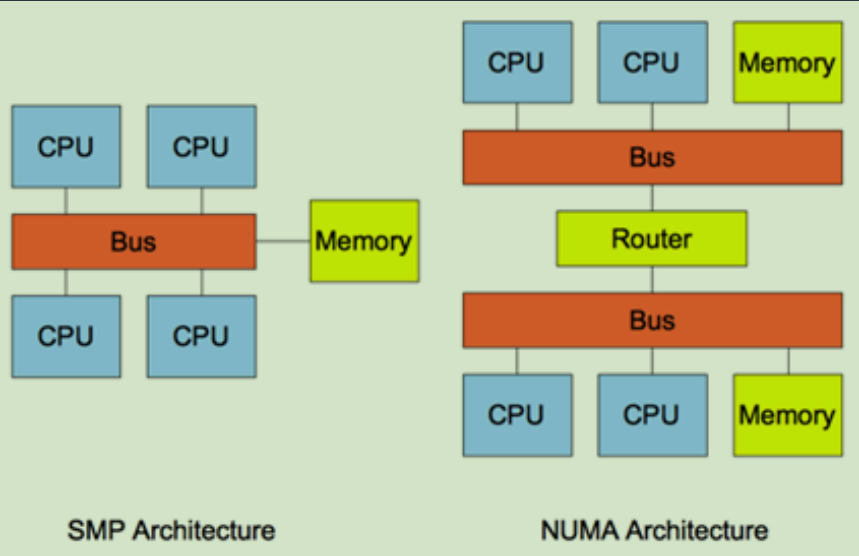 CPU
CPU
Bus
Memory
CPU
CPU
SMP Architecture
CPU
CPU
Memory
Bus
Router
Bus
CPU
CPU
Memory
NUMA Architecture